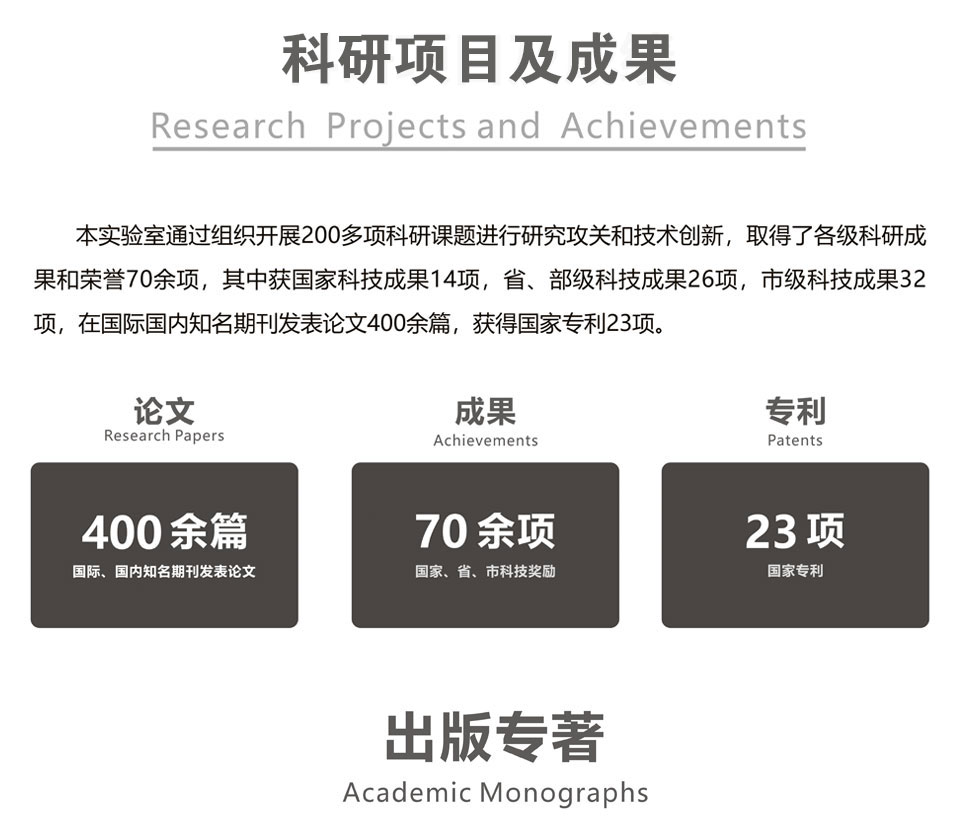 科研项目及成果
Research Projects and Achievements
本实验室通过组织开展200多项科研课题进行研究攻关和技术创新，取得了各级科研成
果和荣誉70余项，其中获国家科技成果14项，省、部级科技成果26项，市级科技成果32
项，在国际国内知名期刊发表论文400余篇，获得国家专利23项。
论文
Research Papers
400余篇
国际、国内知名期刊发表论文
成果
Achievements
70余项
国家、省、市科技奖励
专利
Patents
23项
国家专利
出版专著
Academic Monographs